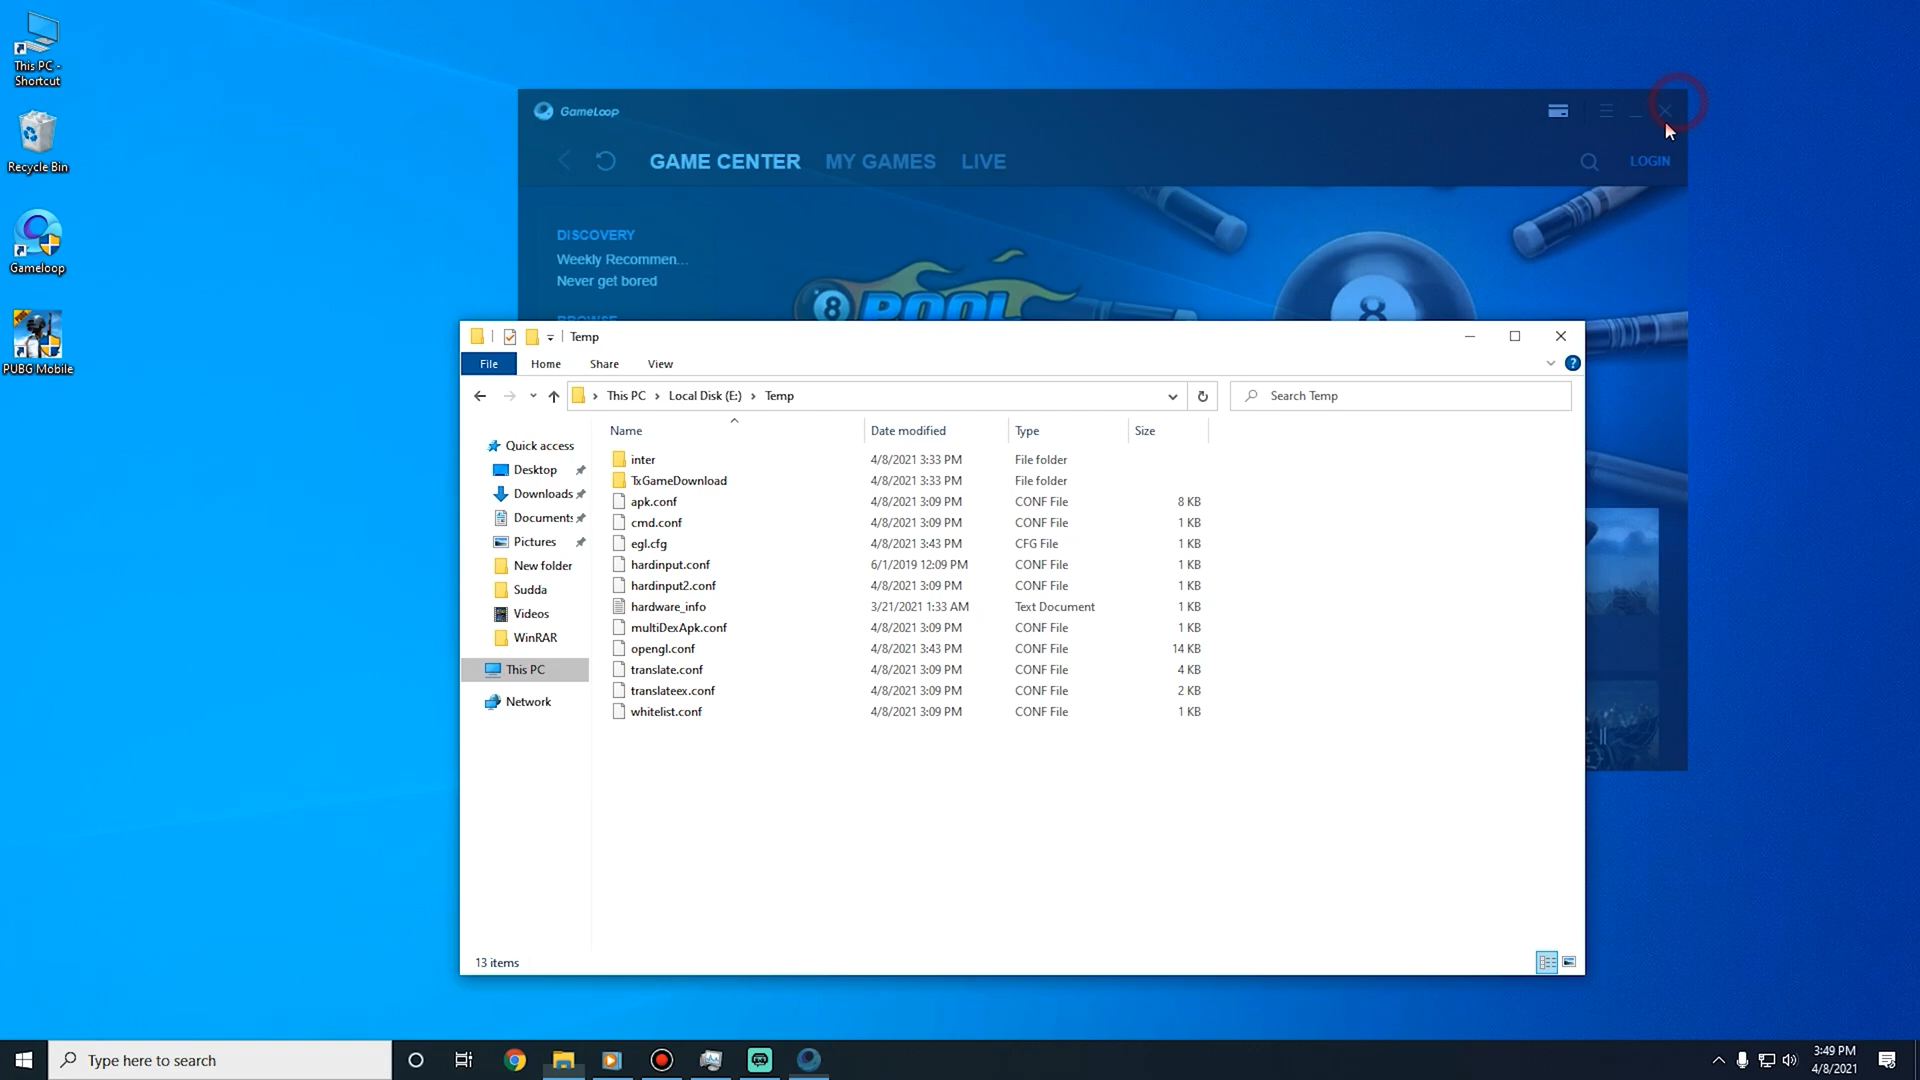 This PC -
Shortcut
Recycle Bin
Gameloop
PUBG Mobile
GameLoop
GAME CENTER MY GAMES LIVE
LOGIN
DISCOVERY
Weekly Recommen...
Never get bored
BROWSE
8 POOL
8
Temp
File Home Share View
This PC Local Disk (E:) Temp
Search Temp
Name Date modified Type Size
Quick access
Desktop
Downloads
Documents
Pictures
New folder
Sudda
Videos
WinRAR
This PC
Network
inter 4/8/2021 3:33 PM File folder
TxGameDownload 4/8/2021 3:33 PM File folder
apk.conf 4/8/2021 3:09 PM CONF File 8 KB
cmd.conf 4/8/2021 3:09 PM CONF File 1 KB
egl.cfg 4/8/2021 3:43 PM CFG File 1 KB
hardinput.conf 6/1/2019 12:09 PM CONF File 1 KB
hardinput2.conf 4/8/2021 3:09 PM CONF File 1 KB
hardware_info 3/21/2021 1:33 AM Text Document 1 KB
multiDexApk.conf 4/8/2021 3:09 PM CONF File 1 KB
opengl.conf 4/8/2021 3:43 PM CONF File 14 KB
translate.conf 4/8/2021 3:09 PM CONF File 4 KB
translateex.conf 4/8/2021 3:09 PM CONF File 2 KB
whitelist.conf 4/8/2021 3:09 PM CONF File 1 KB
13 items
Type here to search
3:49 PM
4/8/2021